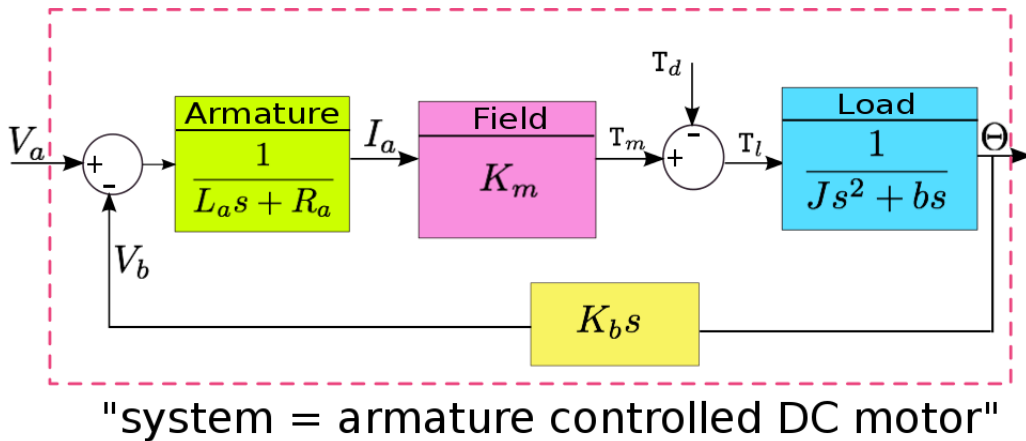 Armature
Field
Load
V_a
+
-
1
L_a s + R_a
I_a
K_m
T_m
T_d
-
+
T_l
1
Js^2 + bs
Θ
V_b
K_b s
"system = armature controlled DC motor"